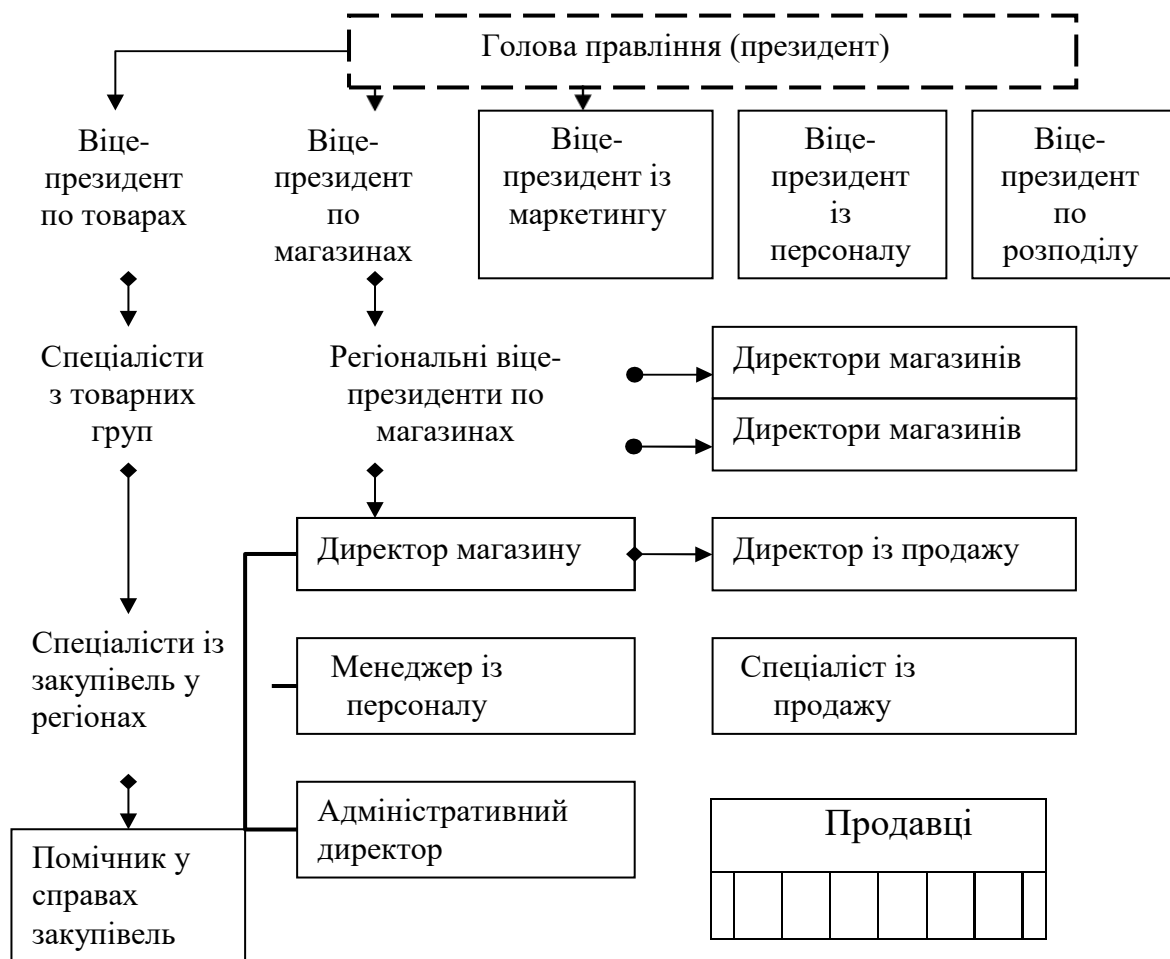 Голова правління (президент)
Віце-
президент
по товарах
Віце-
президент
по
магазинах
Віце-
президент із
маркетингу
Віце-
президент
із
персоналу
Віце-
президент
по
розподілу
Спеціалісти
з товарних
груп
Регіональні віце-
президенти по
магазинах
Директори магазинів
Директори магазинів
Директор магазину
Директор із продажу
Спеціалісти із
закупівель у
регіонах
Менеджер із
персоналу
Спеціаліст із
продажу
Адміністративний
директор
Продавці
Помічник у
справах
закупівель